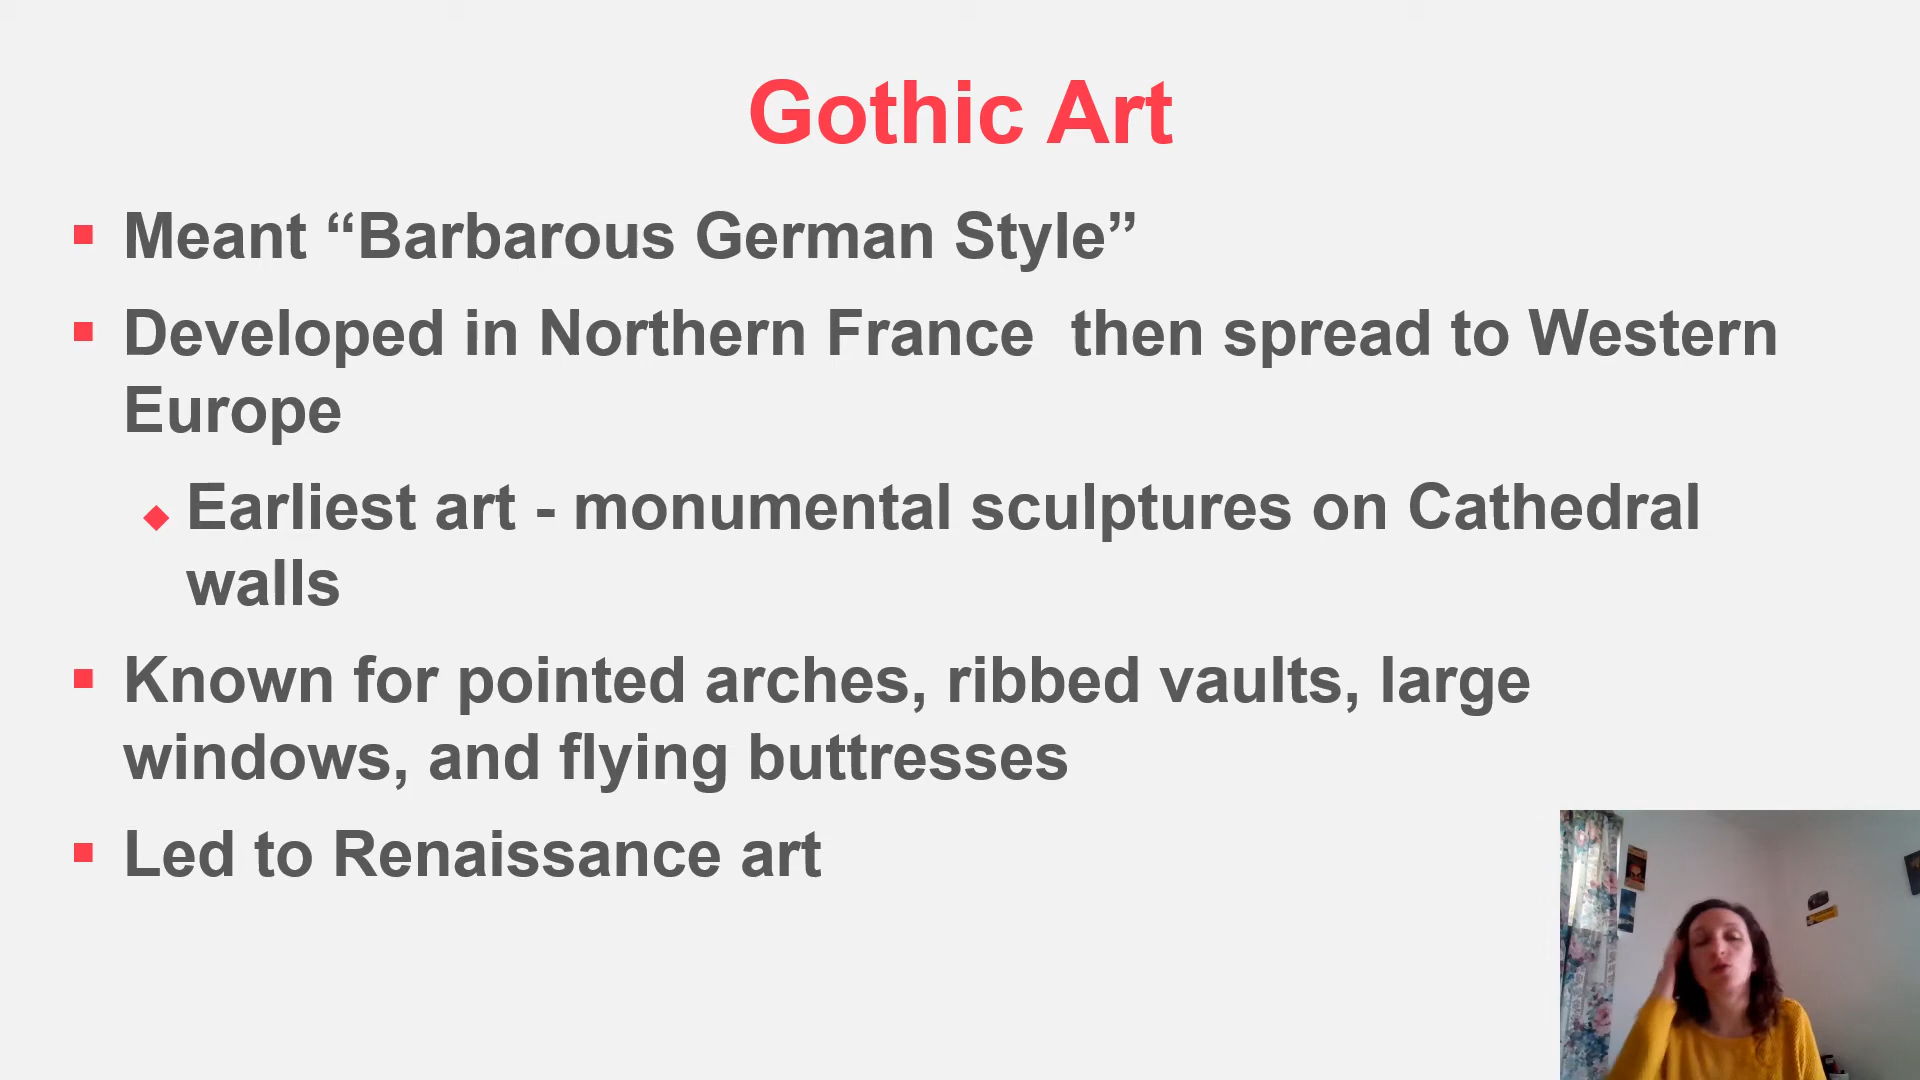 Gothic Art
Meant “Barbarous German Style”
Developed in Northern France  then spread to Western
Europe
Earliest art - monumental sculptures on Cathedral
walls
Known for pointed arches, ribbed vaults, large
windows, and flying buttresses
Led to Renaissance art